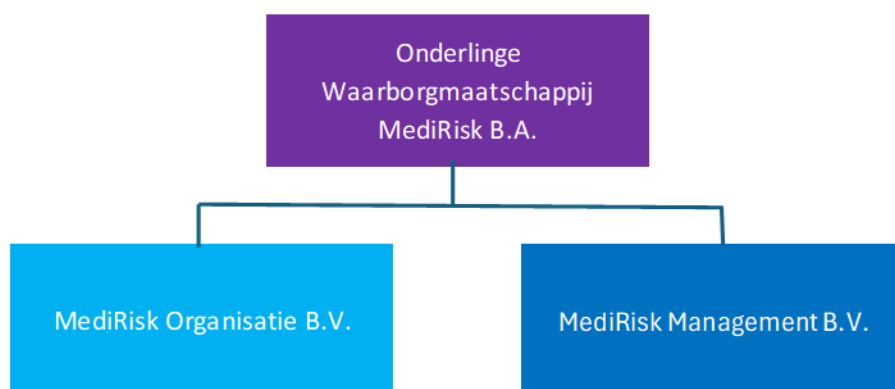 Onderlinge
Waarborgmaatschappij
MediRisk B.A.
MediRisk Organisatie B.V.
MediRisk Management B.V.